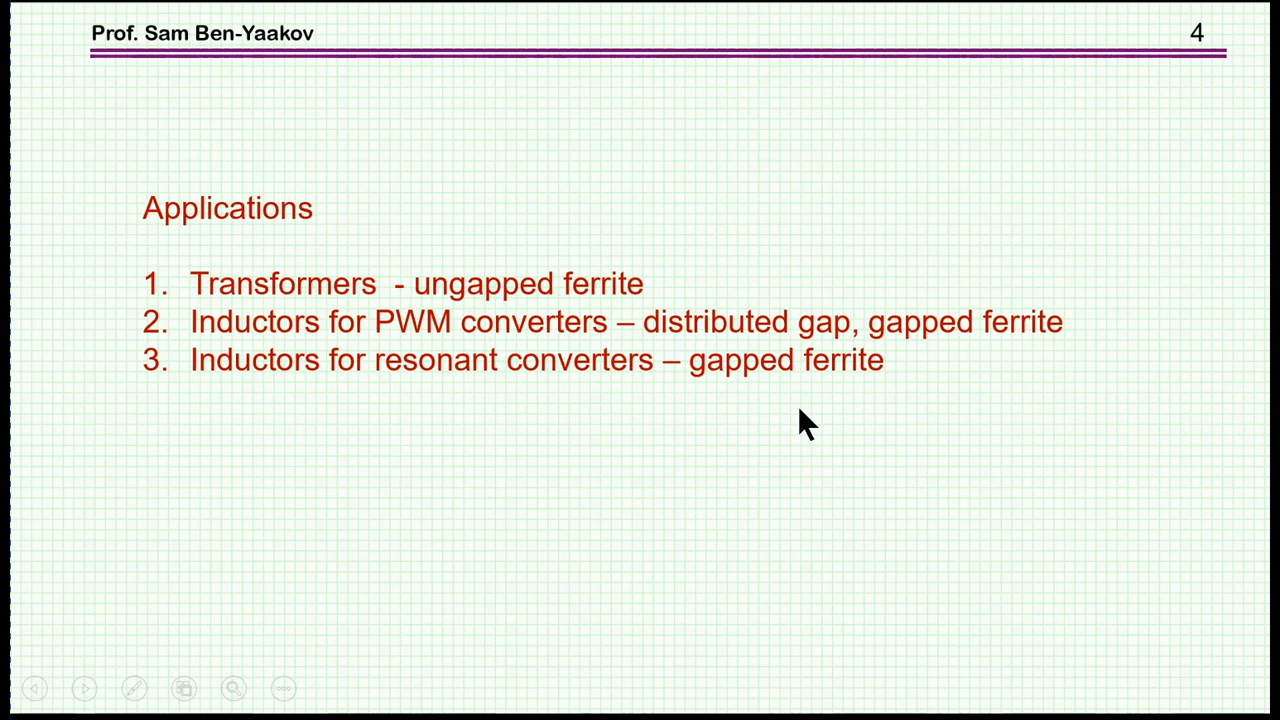 Prof. Sam Ben-Yaakov
4
Applications
1. Transformers - ungapped ferrite
2. Inductors for PWM converters – distributed gap, gapped ferrite
3. Inductors for resonant converters – gapped ferrite